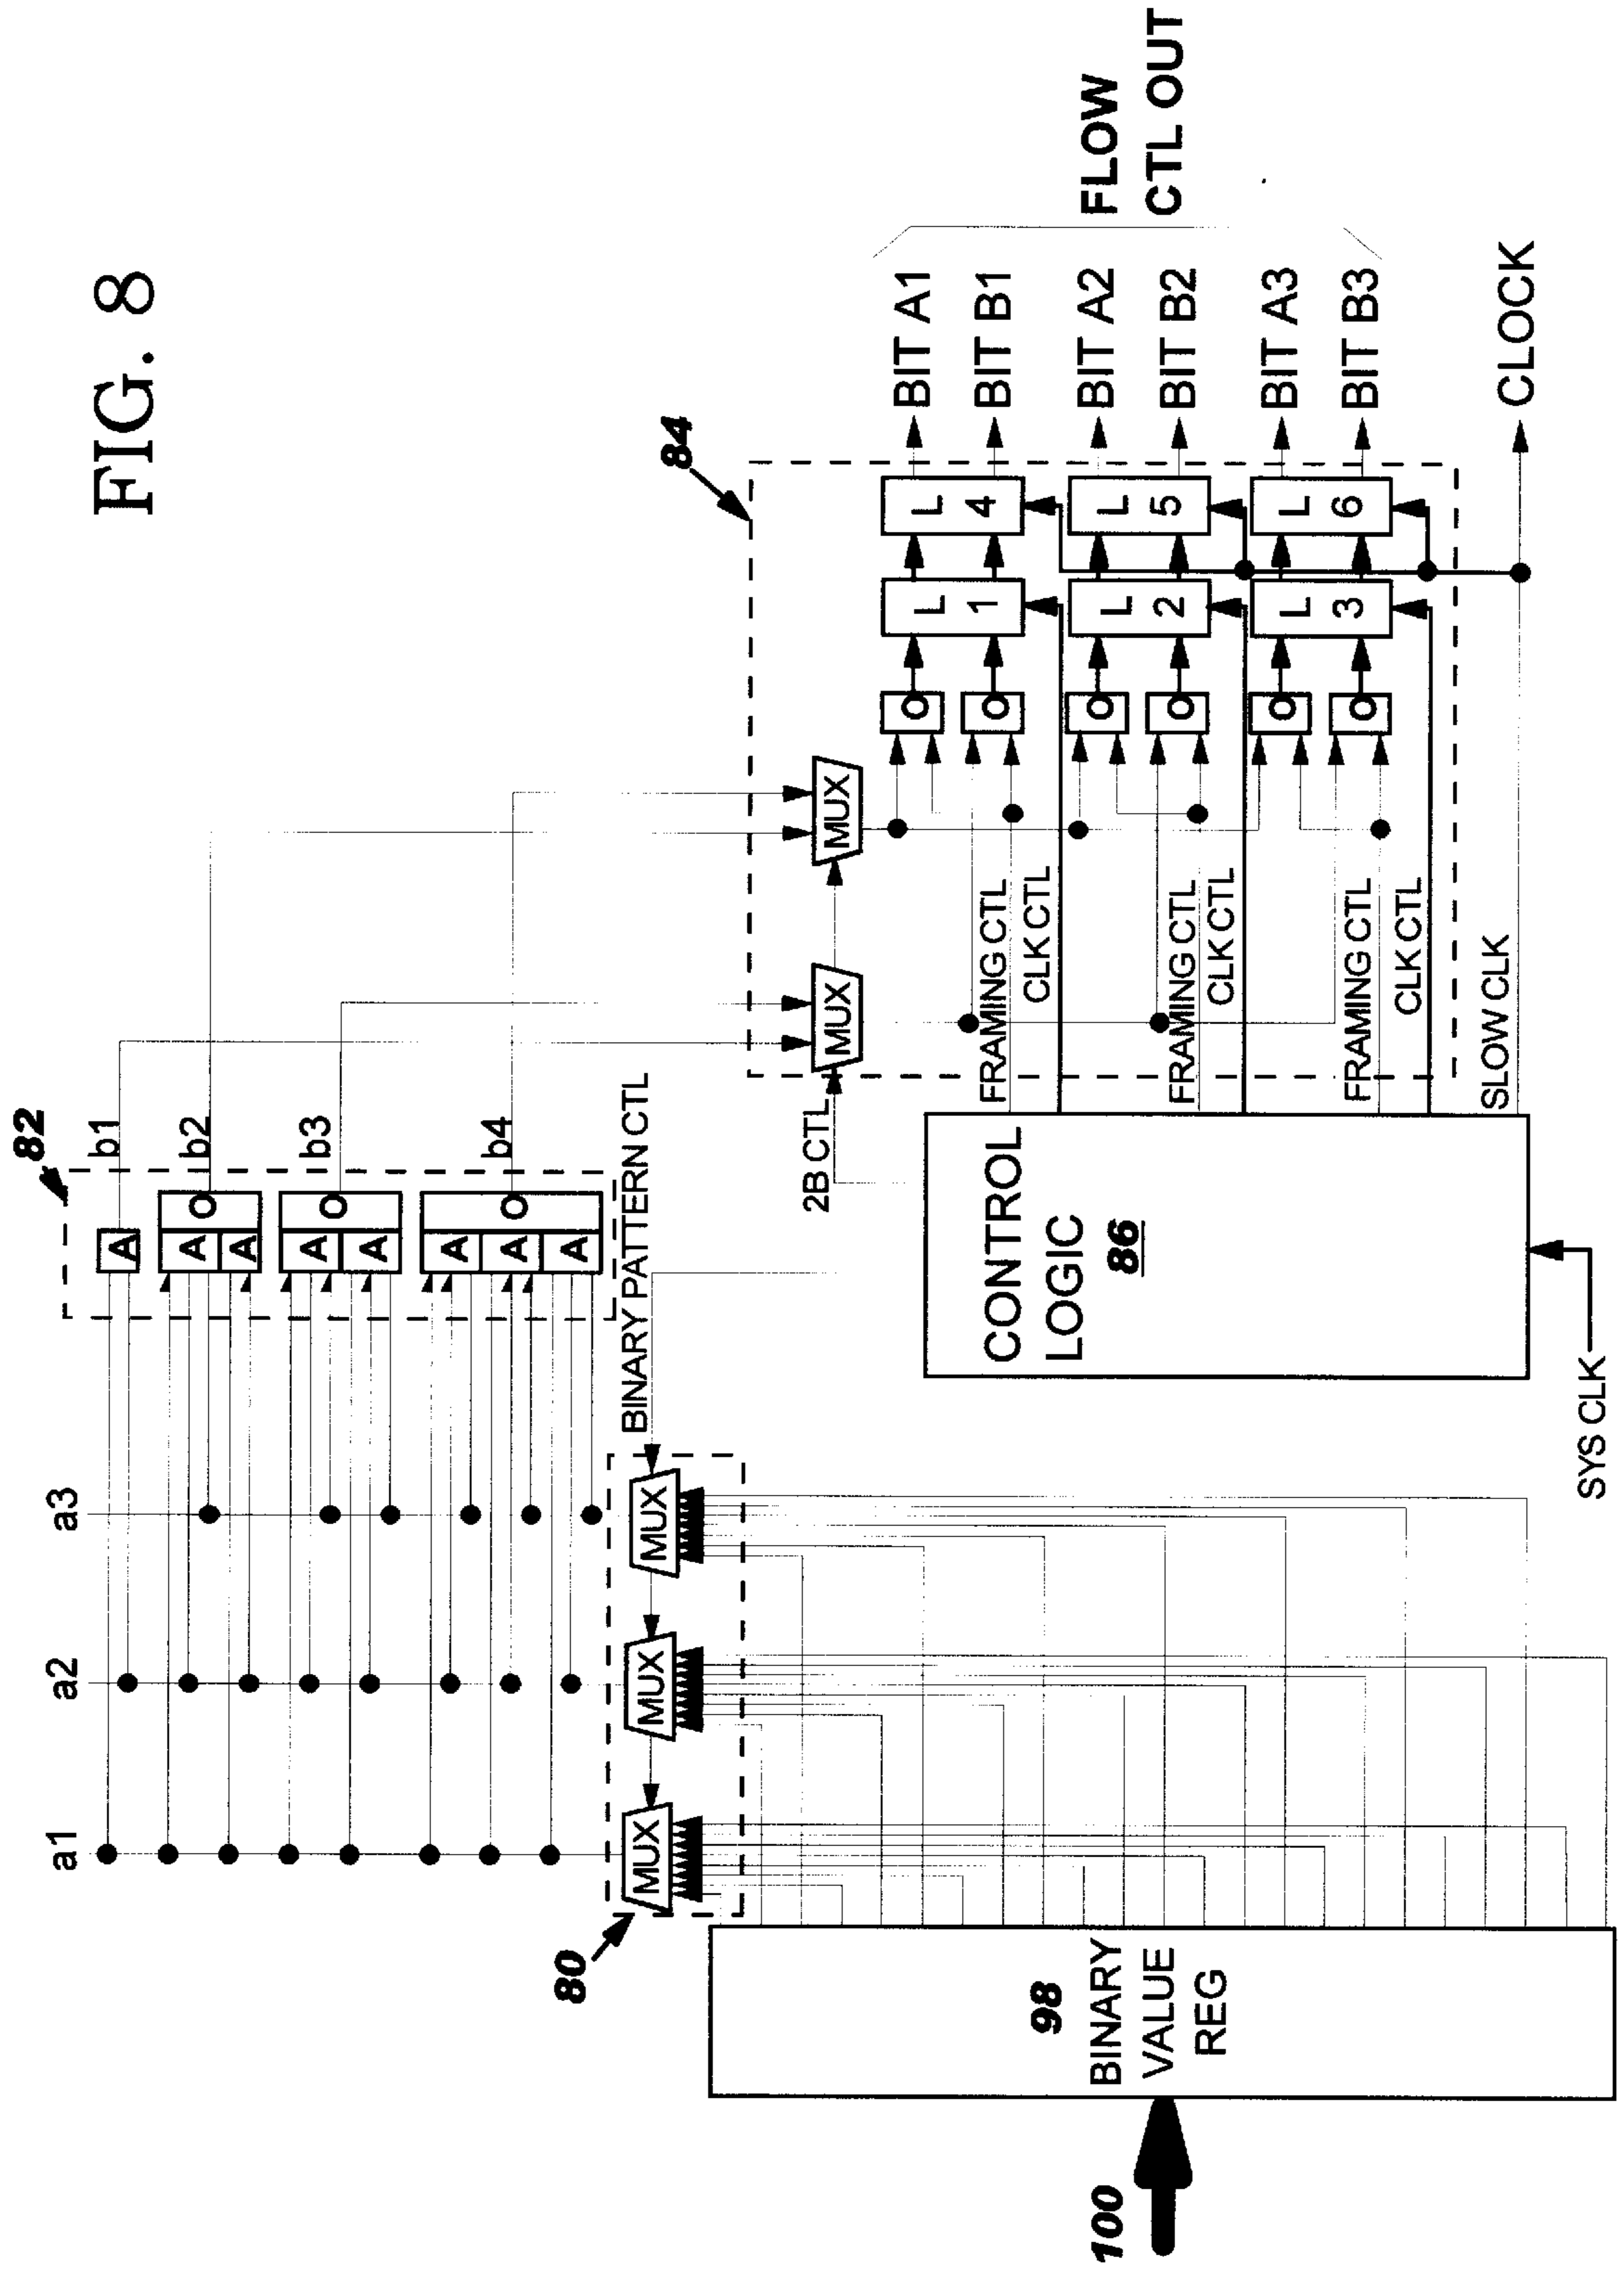 FIG. 8
82
b1
b2
b3
b4
A
O
A
A
O
A
A
O
A
A
A
a1
a2
a3
BINARY PATTERN CTL
80
MUX
MUX
MUX
98
BINARY
VALUE
REG
100
84
2B CTL
MUX
MUX
CONTROL
LOGIC
86
SYS CLK
FRAMING CTL
CLK CTL
FRAMING CTL
CLK CTL
FRAMING CTL
CLK CTL
SLOW CLK
O
O
O
O
O
O
L 1
L 2
L 3
L 4
L 5
L 6
BIT A1
BIT B1
BIT A2
BIT B2
BIT A3
BIT B3
FLOW
CTL OUT
CLOCK